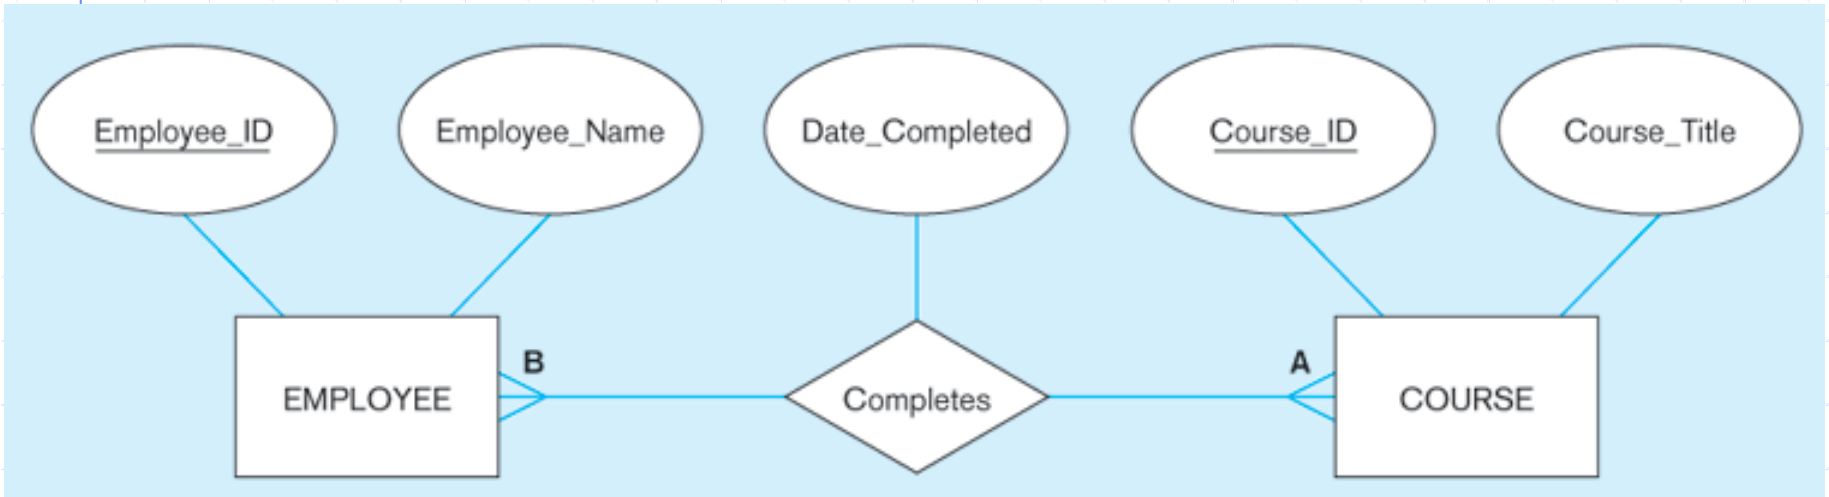 Employee_ID
Employee_Name
Date_Completed
Course_ID
Course_Title
B
A
EMPLOYEE
Completes
COURSE